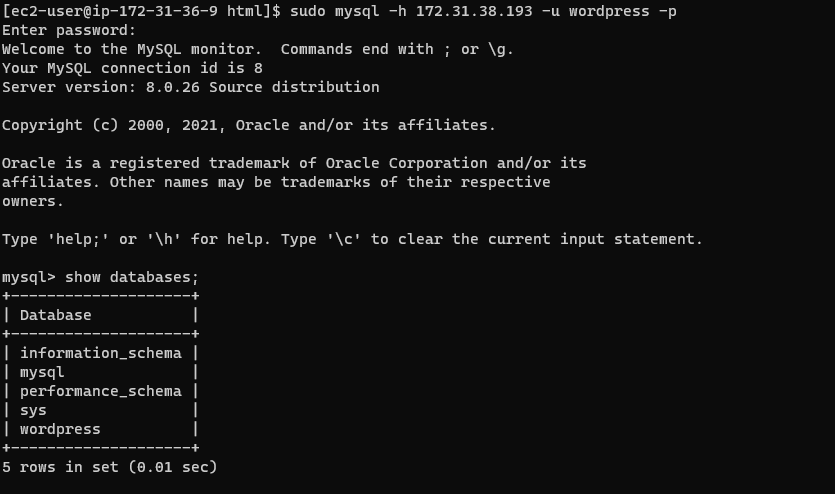 [ec2-user@ip-172-31-36-9 html]$ sudo mysql -h 172.31.38.193 -u wordpress -p
Enter password:
Welcome to the MySQL monitor.  Commands end with ; or \g.
Your MySQL connection id is 8
Server version: 8.0.26 Source distribution

Copyright (c) 2000, 2021, Oracle and/or its affiliates.

Oracle is a registered trademark of Oracle Corporation and/or its
affiliates. Other names may be trademarks of their respective
owners.

Type 'help;' or '\h' for help. Type '\c' to clear the current input statement.

mysql> show databases;
+--------------------+
| Database           |
+--------------------+
| information_schema |
| mysql              |
| performance_schema |
| sys                |
| wordpress          |
+--------------------+
5 rows in set (0.01 sec)